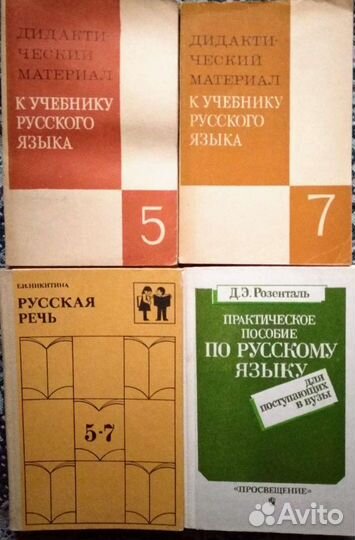 ДИДАКТИ-
ЧЕСКИЙ
МАТЕРИАЛ
К УЧЕБНИКУ
РУССКОГО
ЯЗЫКА
5
ДИДАКТИ-
ЧЕСКИЙ
МАТЕРИАЛ
К УЧЕБНИКУ
РУССКОГО
ЯЗЫКА
7
Е.И.НИКИТИНА
РУССКАЯ
РЕЧЬ
5-7
Д.Э.Розенталь
ПРАКТИЧЕСКОЕ
ПОСОБИЕ
ПО РУССКОМУ
ЯЗЫКУ
для
поступающих
в вузы
«ПРОСВЕЩЕНИЕ»
Avito